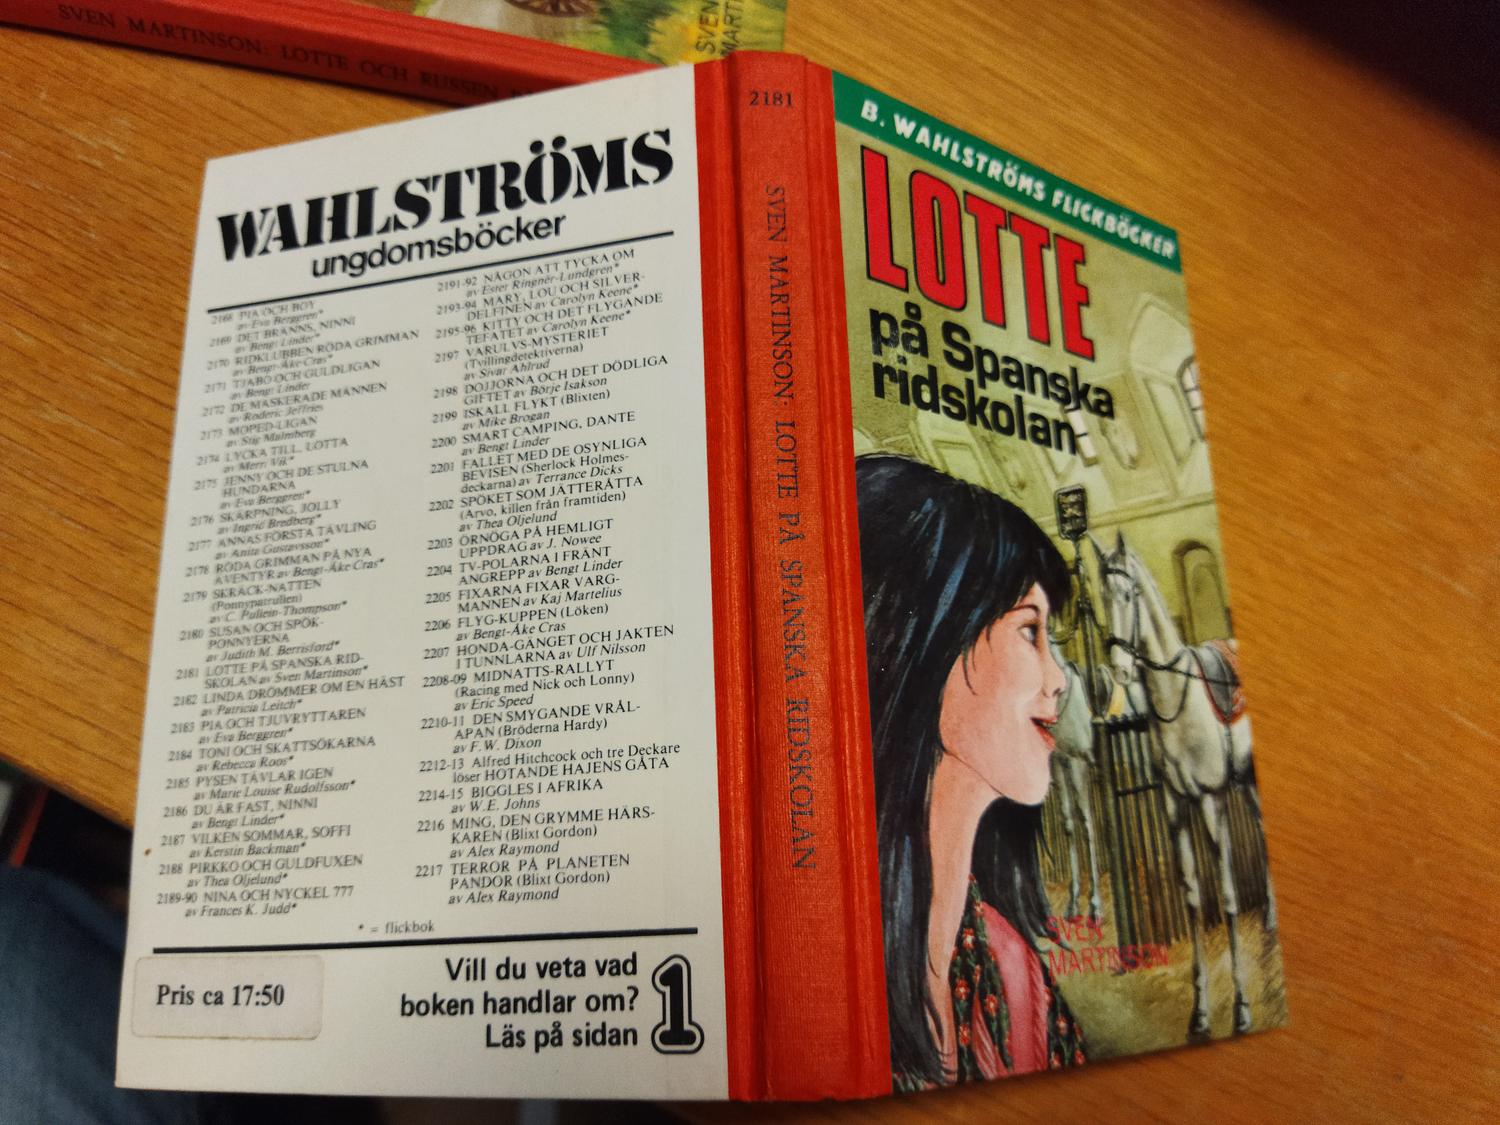 SVEN MARTINSON: LOTTE OCH RUSSEN
SVEN
MART
WAHLSTRÖMS
ungdomsböcker
2168 PIA OCH BOY
av Eva Berggren*
2169 DET BRÄNNS, NINNI
av Bengt Linder*
2170 RIDKLUBBEN RÖDA GRIMMAN
av Bengt-Åke Cras*
2171 TJABO OCH GULDLIGAN
av Bengt Linder
2172 DE MASKERADE MÄNNEN
av Roderic Jeffries
2173 MOPED-LIGAN
av Stig Malmberg
2174 LYCKA TILL, LOTTA
av Merri Vik*
2175 JENNY OCH DE STULNA
HUNDARNA
av Eva Berggren*
2176 SKÄRPNING, JOLLY
av Ingrid Bredberg*
2177 ANNAS FÖRSTA TÄVLING
av Anita Gustavsson*
2178 RÖDA GRIMMAN PÅ NYA
ÄVENTYR av Bengt-Åke Cras*
2179 SKRÄCK-NATTEN
(Ponnypatrullen)
av C. Pullein-Thompson*
2180 SUSAN OCH SPÖK-
PONNYERNA
av Judith M. Berrisford*
2181 LOTTE PÅ SPANSKA RID-
SKOLAN av Sven Martinson*
2182 LINDA DRÖMMER OM EN HÄST
av Patricia Leitch*
2183 PIA OCH TJUVRYTTAREN
av Eva Berggren*
2184 TONI OCH SKATTSÖKARNA
av Rebecca Roos*
2185 PYSEN TÄVLAR IGEN
av Marie Louise Rudolfsson*
2186 DU ÄR FAST, NINNI
av Bengt Linder*
2187 VILKEN SOMMAR, SOFFI
av Kerstin Backman*
2188 PIRKKO OCH GULDFUXEN
av Thea Oljelund*
2189-90 NINA OCH NYCKEL 777
av Frances K. Judd*
2191-92 NÅGON ATT TYCKA OM
av Ester Ringnér-Lundgren*
2193-94 MARY, LOU OCH SILVER-
DELFINEN av Carolyn Keene*
2195-96 KITTY OCH DET FLYGANDE
TEFATET av Carolyn Keene*
2197 VARULVS-MYSTERIET
(Tvillingdetektiverna)
av Sivar Ahlrud
2198 DOJJORNA OCH DET DÖDLIGA
GIFTET av Börje Isakson
2199 ISKALL FLYKT (Blixten)
av Mike Brogan
2200 SMART CAMPING, DANTE
av Bengt Linder
2201 FALLET MED DE OSYNLIGA
BEVISEN (Sherlock Holmes-
deckarna) av Terrance Dicks
2202 SPÖKET SOM JÄTTERÅTTA
(Arvo, killen från framtiden)
av Thea Oljelund
2203 ÖRNÖGA PÅ HEMLIGT
UPPDRAG av J. Nowee
2204 TV-POLARNA I FRÄNT
ANGREPP av Bengt Linder
2205 FIXARNA FIXAR VARG-
MANNEN av Kaj Martelius
2206 FLYG-KUPPEN (Löken)
av Bengt-Åke Cras
2207 HONDA-GÄNGET OCH JAKTEN
I TUNNLARNA av Ulf Nilsson
2208-09 MIDNATTS-RALLYT
(Racing med Nick och Lonny)
av Eric Speed
2210-11 DEN SMYGANDE VRÅL-
APAN (Bröderna Hardy)
av F.W. Dixon
2212-13 Alfred Hitchcock och tre Deckare
löser HOTANDE HAJENS GÅTA
2214-15 BIGGLES I AFRIKA
av W.E. Johns
2216 MING, DEN GRYMME HÄRS-
KAREN (Blixt Gordon)
av Alex Raymond
2217 TERROR PÅ PLANETEN
PANDOR (Blixt Gordon)
av Alex Raymond
* = flickbok
Pris ca 17:50
Vill du veta vad
boken handlar om?
Läs på sidan
1
2181
SVEN MARTINSON: LOTTE PÅ SPANSKA RIDSKOLAN
B. WAHLSTRÖMS FLICKBÖCKER
LOTTE
på Spanska
ridskolan
SVEN
MARTINSON